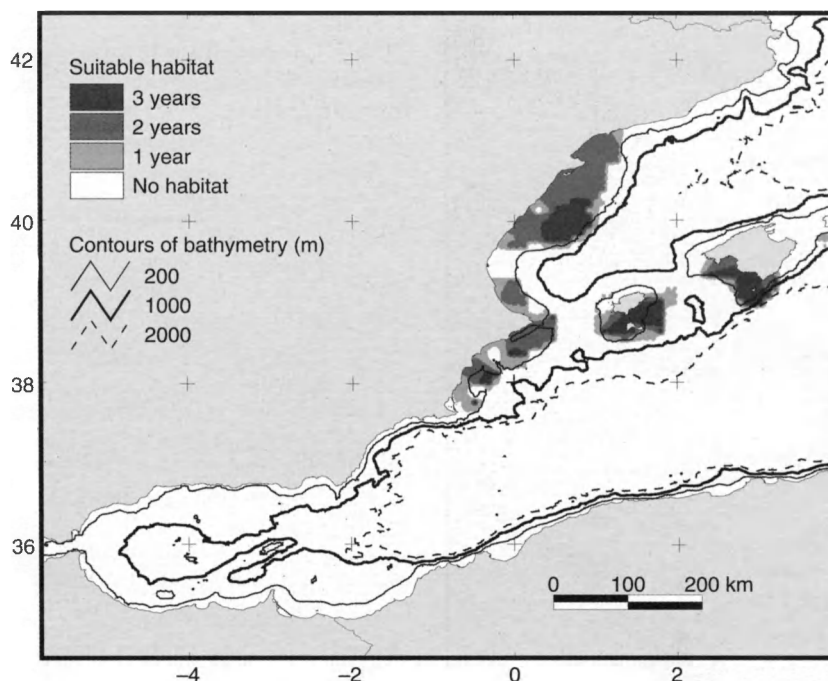 42
40
38
36
Suitable habitat
3 years
2 years
1 year
No habitat
Contours of bathymetry (m)
200
1000
2000
0 100 200 km
−4 −2 0 2